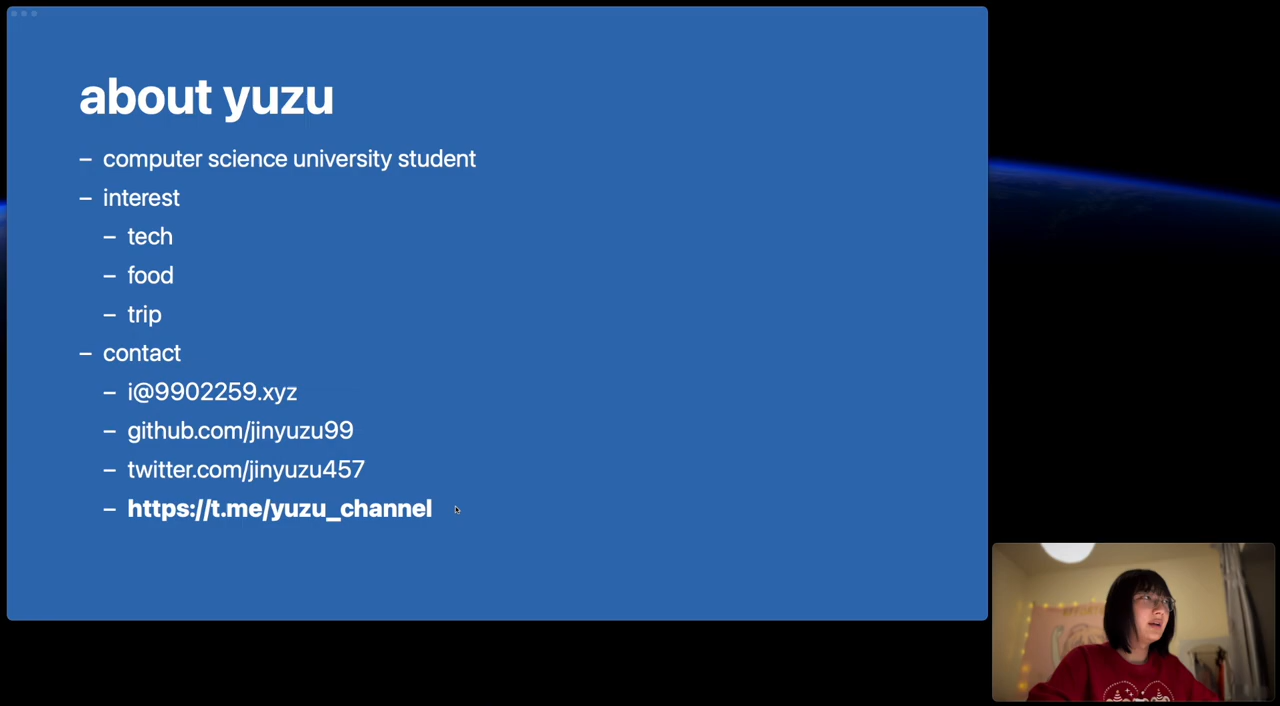 about yuzu
– computer science university student
– interest
– tech
– food
– trip
– contact
– i@9902259.xyz
– github.com/jinyuzu99
– twitter.com/jinyuzu457
– https://t.me/yuzu_channel